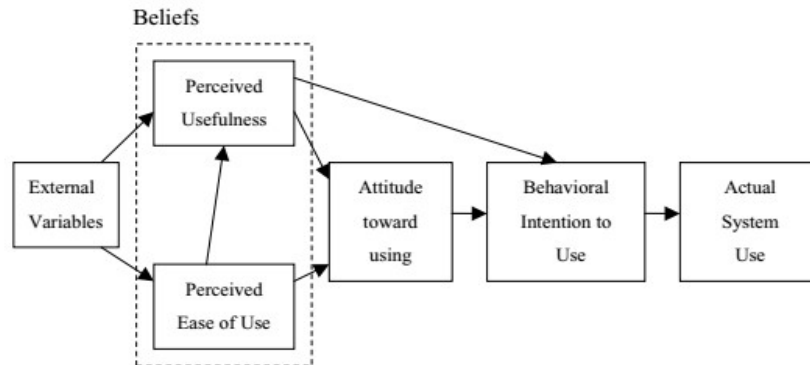 Beliefs
Perceived
Usefulness
External
Variables
Perceived
Ease of Use
Attitude
toward
using
Behavioral
Intention to
Use
Actual
System
Use